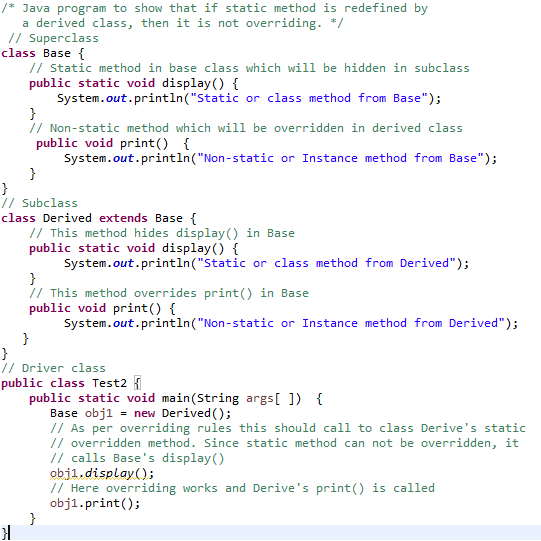 /* Java program to show that if static method is redefined by
   a derived class, then it is not overriding. */
 // Superclass
class Base {
    // Static method in base class which will be hidden in subclass
    public static void display() {
        System.out.println("Static or class method from Base");
    }
    // Non-static method which will be overridden in derived class
     public void print()  {
         System.out.println("Non-static or Instance method from Base");
    }
}
// Subclass
class Derived extends Base {
    // This method hides display() in Base
    public static void display() {
         System.out.println("Static or class method from Derived");
    }
    // This method overrides print() in Base
    public void print() {
         System.out.println("Non-static or Instance method from Derived");
   }
}
// Driver class
public class Test2 {
    public static void main(String args[ ])  {
       Base obj1 = new Derived();
       // As per overriding rules this should call to class Derive's static
       // overridden method. Since static method can not be overridden, it
       // calls Base's display()
       obj1.display();
       // Here overriding works and Derive's print() is called
       obj1.print();
    }
}